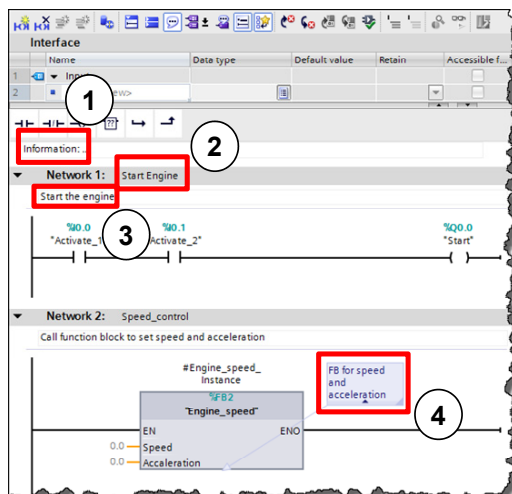 Interface
Name Data type Default value Retain Accessible f...
1 Input
2
1
Information: ..
2
Network 1: Start Engine
Start the engine
%I0.0 %I0.1 %Q0.0
"Activate_1 Activate_2" "Start"
3
Network 2: Speed_control
Call function block to set speed and acceleration
#Engine_speed_
Instance
%FB2
"Engine_speed"
FB for speed
and
acceleration
4
EN ENO
0.0 Speed
0.0 Acceleration